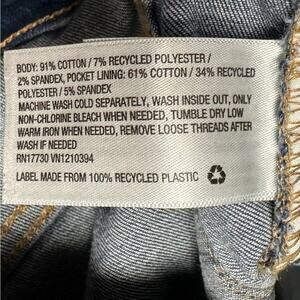 BODY: 91% COTTON / 7% RECYCLED POLYESTER /
2% SPANDEX, POCKET LINING: 61% COTTON / 34% RECYCLED
POLYESTER / 5% SPANDEX
MACHINE WASH COLD SEPARATELY, WASH INSIDE OUT, ONLY
NON-CHLORINE BLEACH WHEN NEEDED, TUMBLE DRY LOW
WARM IRON WHEN NEEDED, REMOVE LOOSE THREADS AFTER
WASH IF NEEDED
RN17730 VN1210394
LABEL MADE FROM 100% RECYCLED PLASTIC